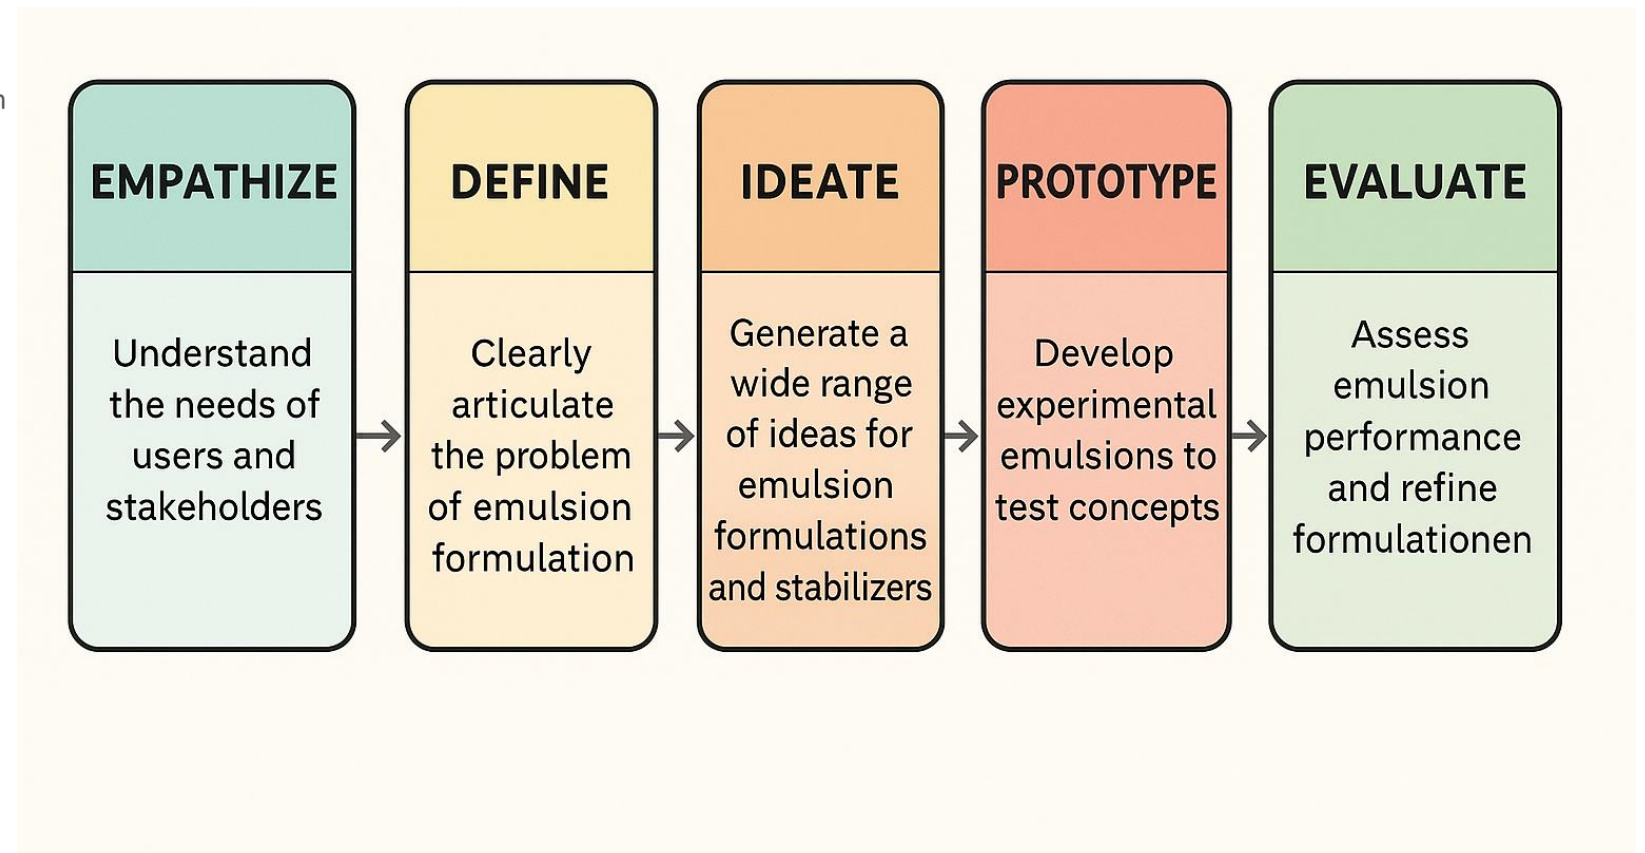 EMPATHIZE
Understand
the needs of
users and
stakeholders
DEFINE
Clearly
articulate
the problem
of emulsion
formulation
IDEATE
Generate a
wide range
of ideas for
emulsion
formulations
and stabilizers
PROTOTYPE
Develop
experimental
emulsions to
test concepts
EVALUATE
Assess
emulsion
performance
and refine
formulationen